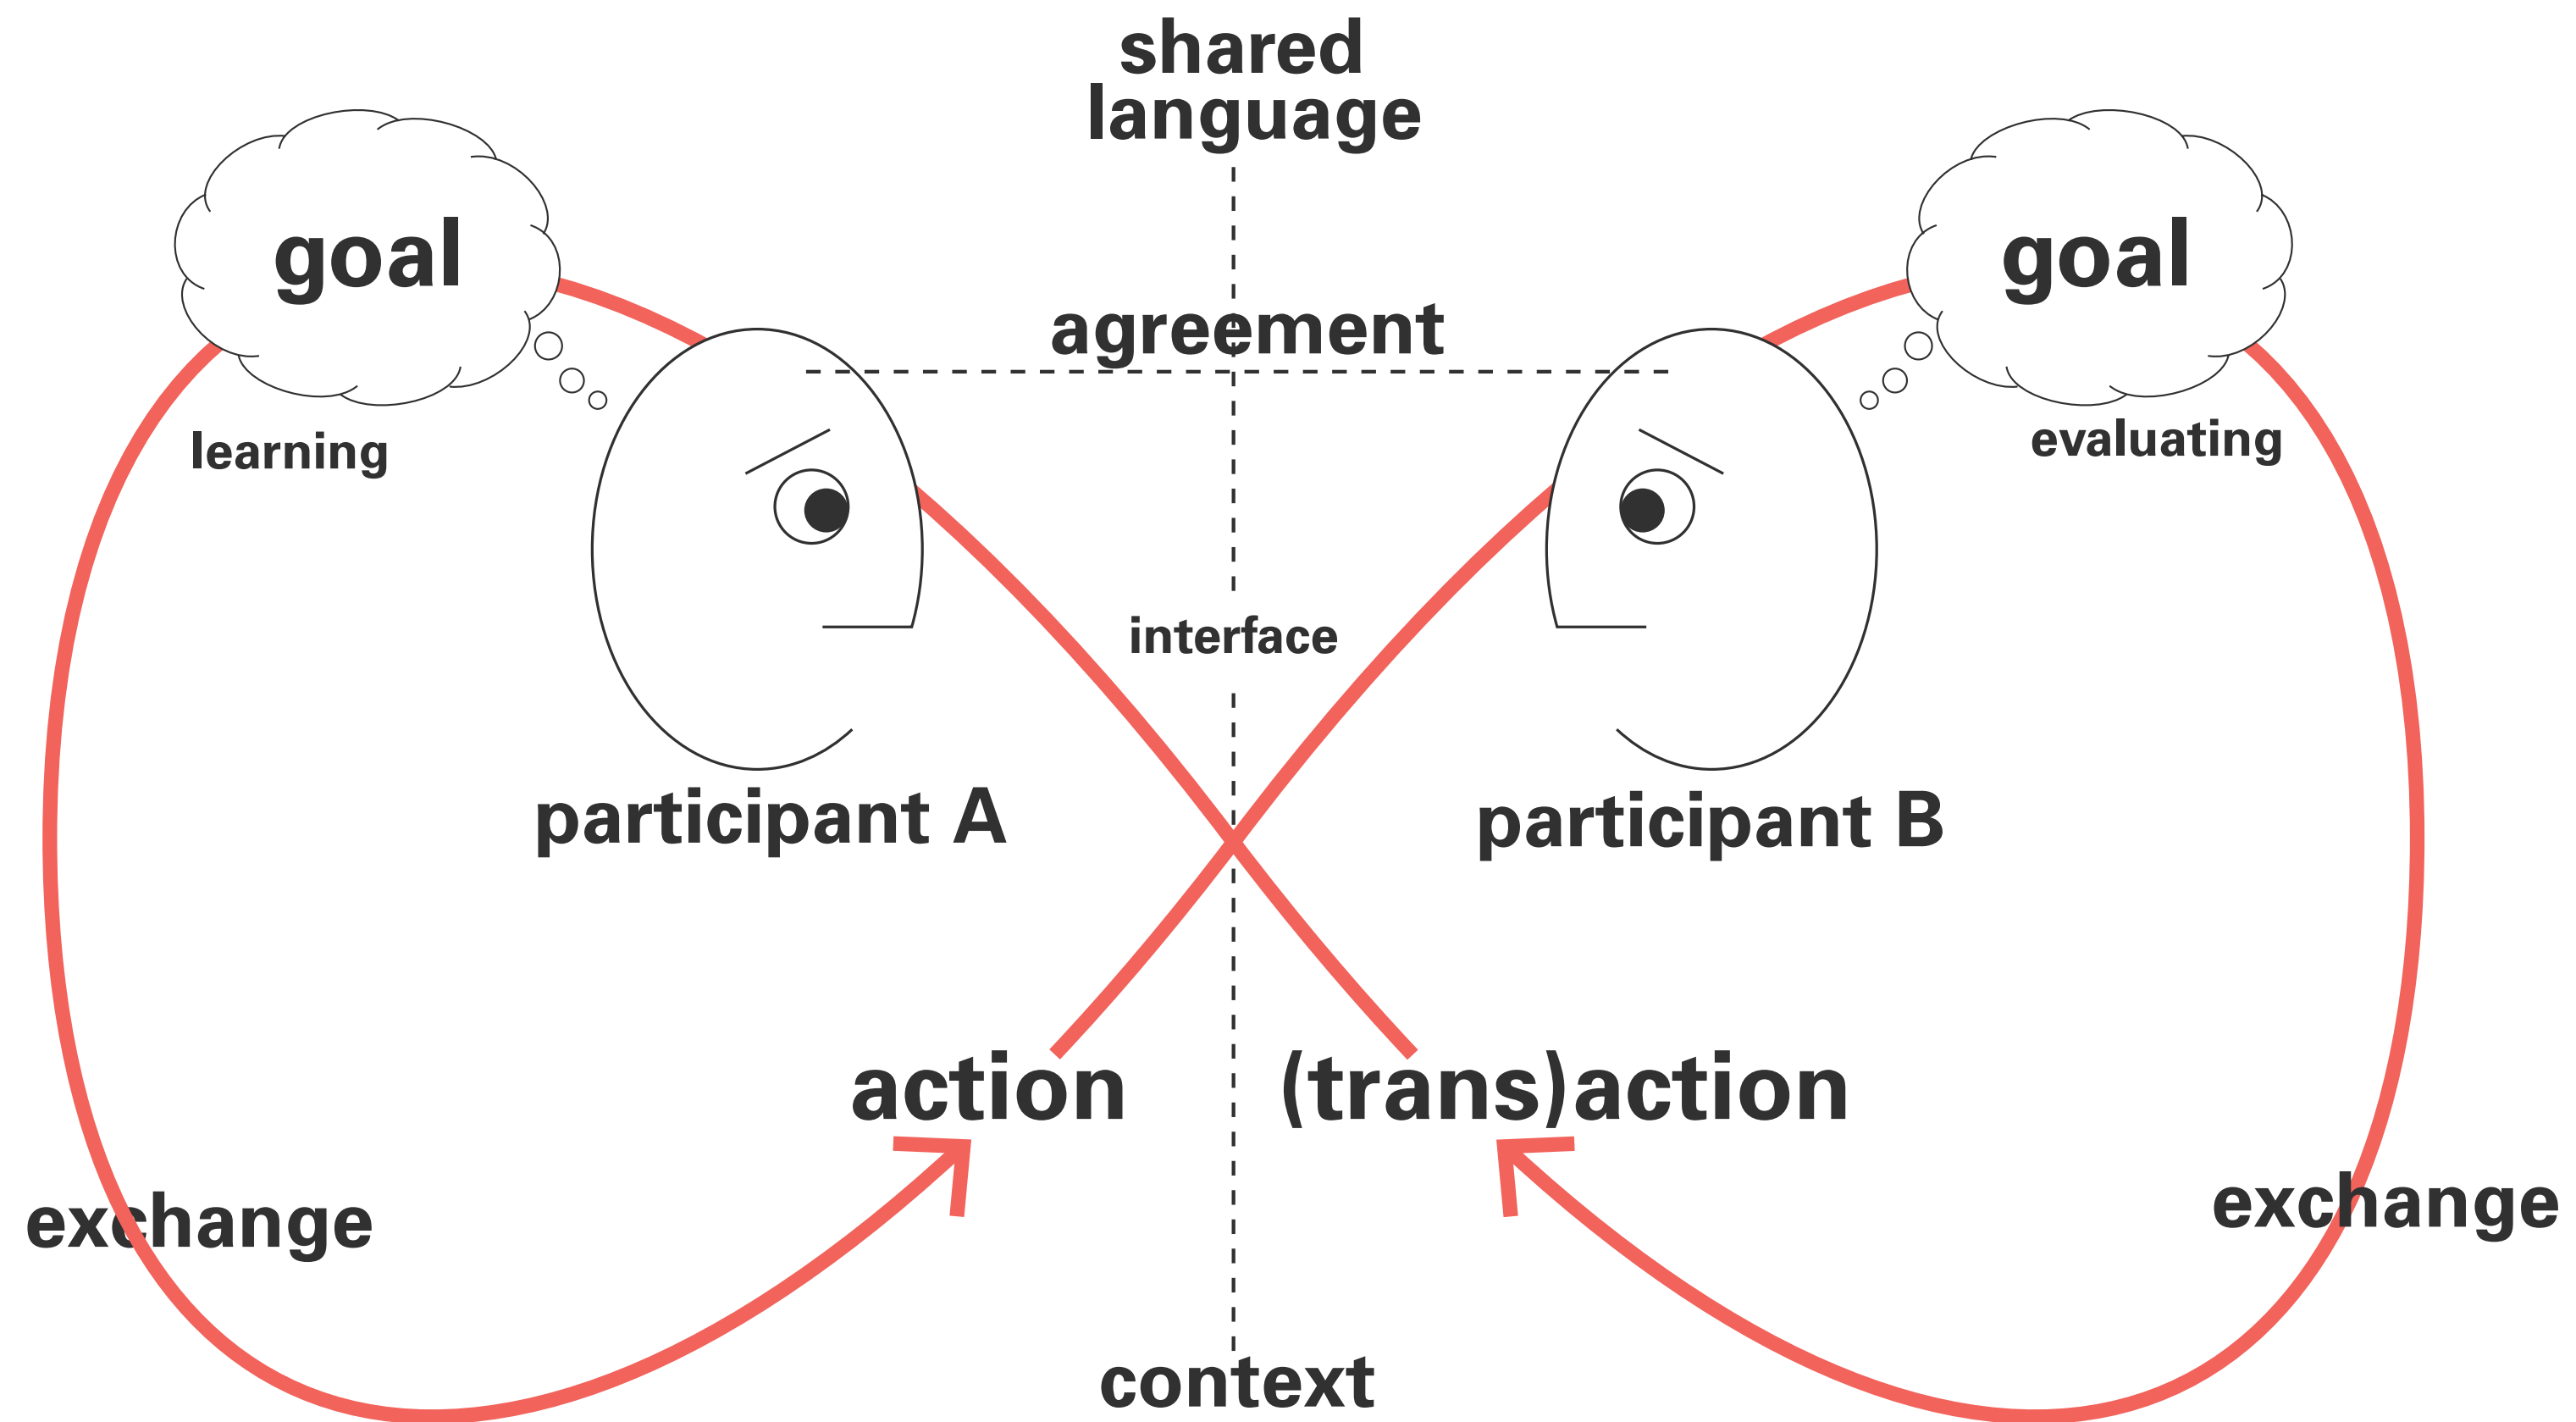 shared
language
goal
goal
agreement
learning
evaluating
interface
participant A
participant B
action
(trans)action
exchange
exchange
context